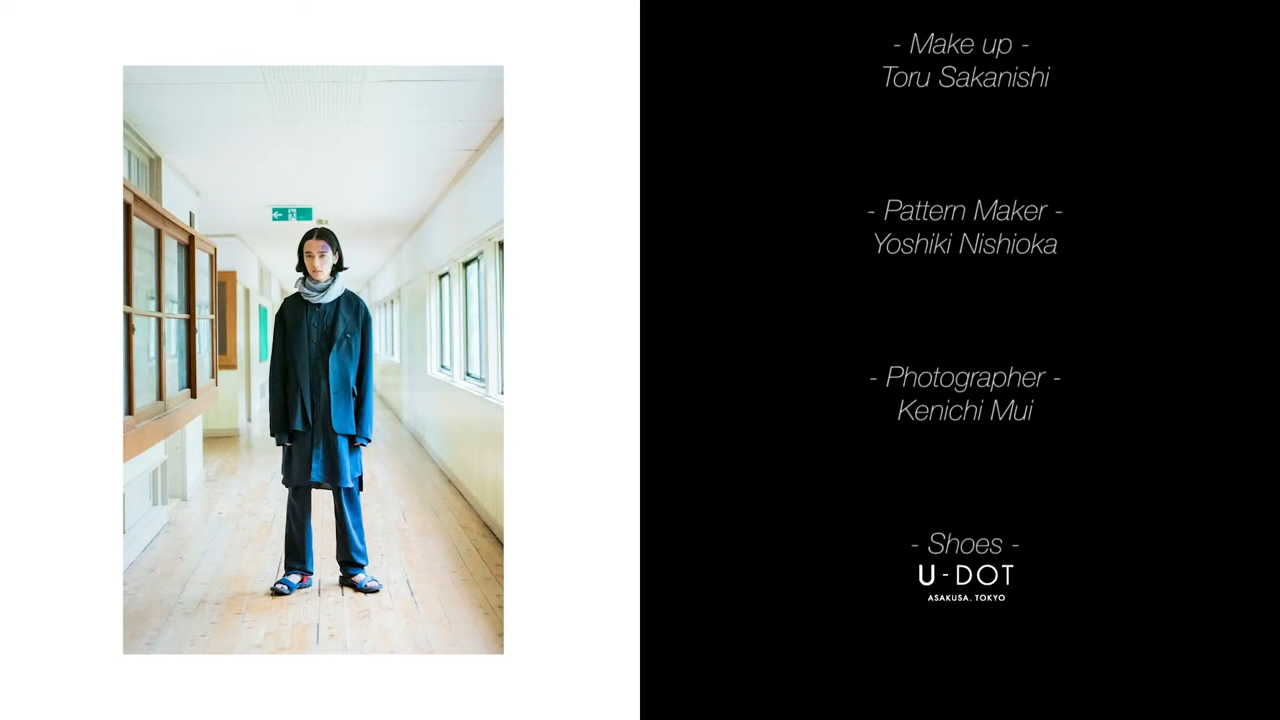 - Make up -
Toru Sakanishi
- Pattern Maker -
Yoshiki Nishioka
- Photographer -
Kenichi Mui
- Shoes -
U-DOT
ASAKUSA. TOKYO